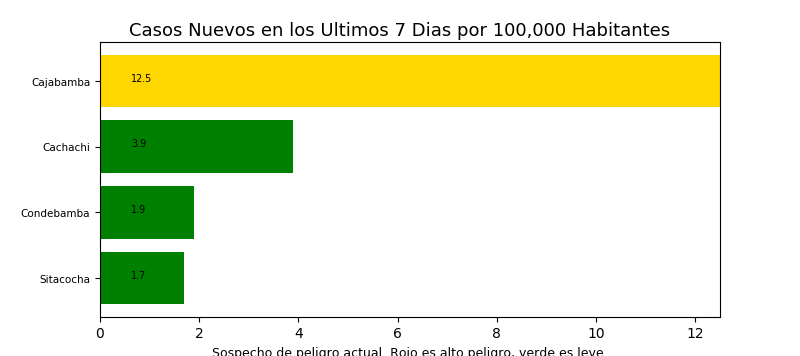 Casos Nuevos en los Ultimos 7 Dias por 100,000 Habitantes
Cajabamba
12.5
Cachachi
3.9
Condebamba
1.9
Sitacocha
1.7
0 2 4 6 8 10 12
Sospecho de peligro actual. Rojo es alto peligro, verde es leve